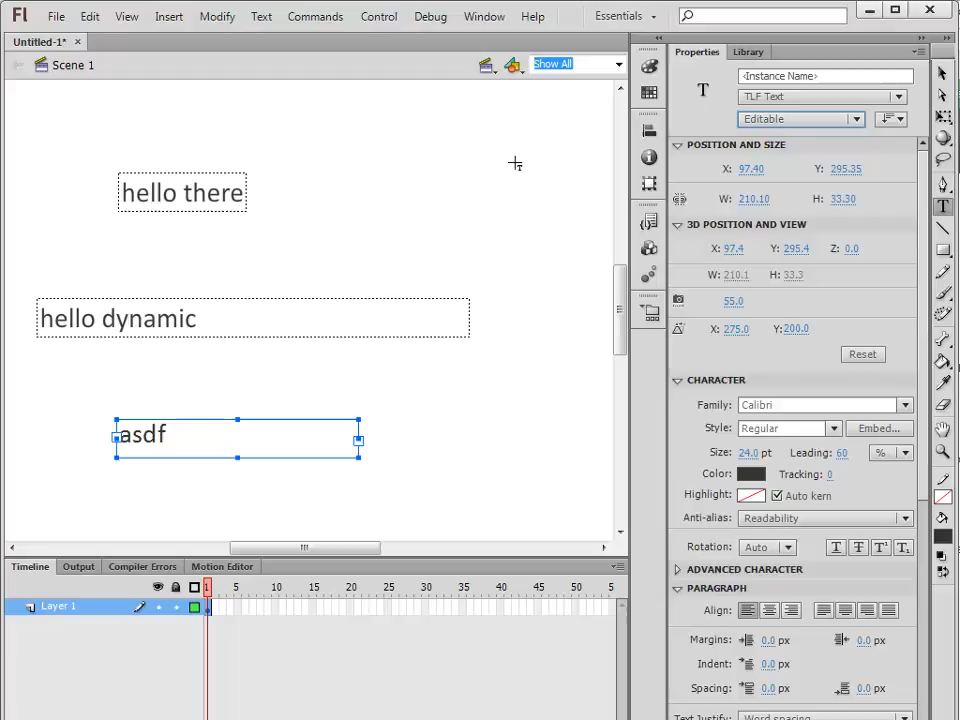 Fl File Edit View Insert Modify Text Commands Control Debug Window Help Essentials
Untitled-1* ×
Scene 1 Show All
hello there
hello dynamic
asdf
Timeline Output Compiler Errors Motion Editor
1 5 10 15 20 25 30 35 40 45 50 5
Layer 1
Properties Library
T <Instance Name>
TLF Text
Editable
POSITION AND SIZE
X: 97.40 Y: 295.35
W: 210.10 H: 33.30
3D POSITION AND VIEW
X: 97.4 Y: 295.4 Z: 0.0
W: 210.1 H: 33.3
55.0
X: 275.0 Y: 200.0
Reset
CHARACTER
Family: Calibri
Style: Regular Embed...
Size: 24.0 pt Leading: 60 %
Color: Tracking: 0
Highlight: Auto kern
Anti-alias: Readability
Rotation: Auto T T T¹ T₁
ADVANCED CHARACTER
PARAGRAPH
Align:
Margins: 0.0 px 0.0 px
Indent: 0.0 px
Spacing: 0.0 px 0.0 px
Text Justify: Word spacing